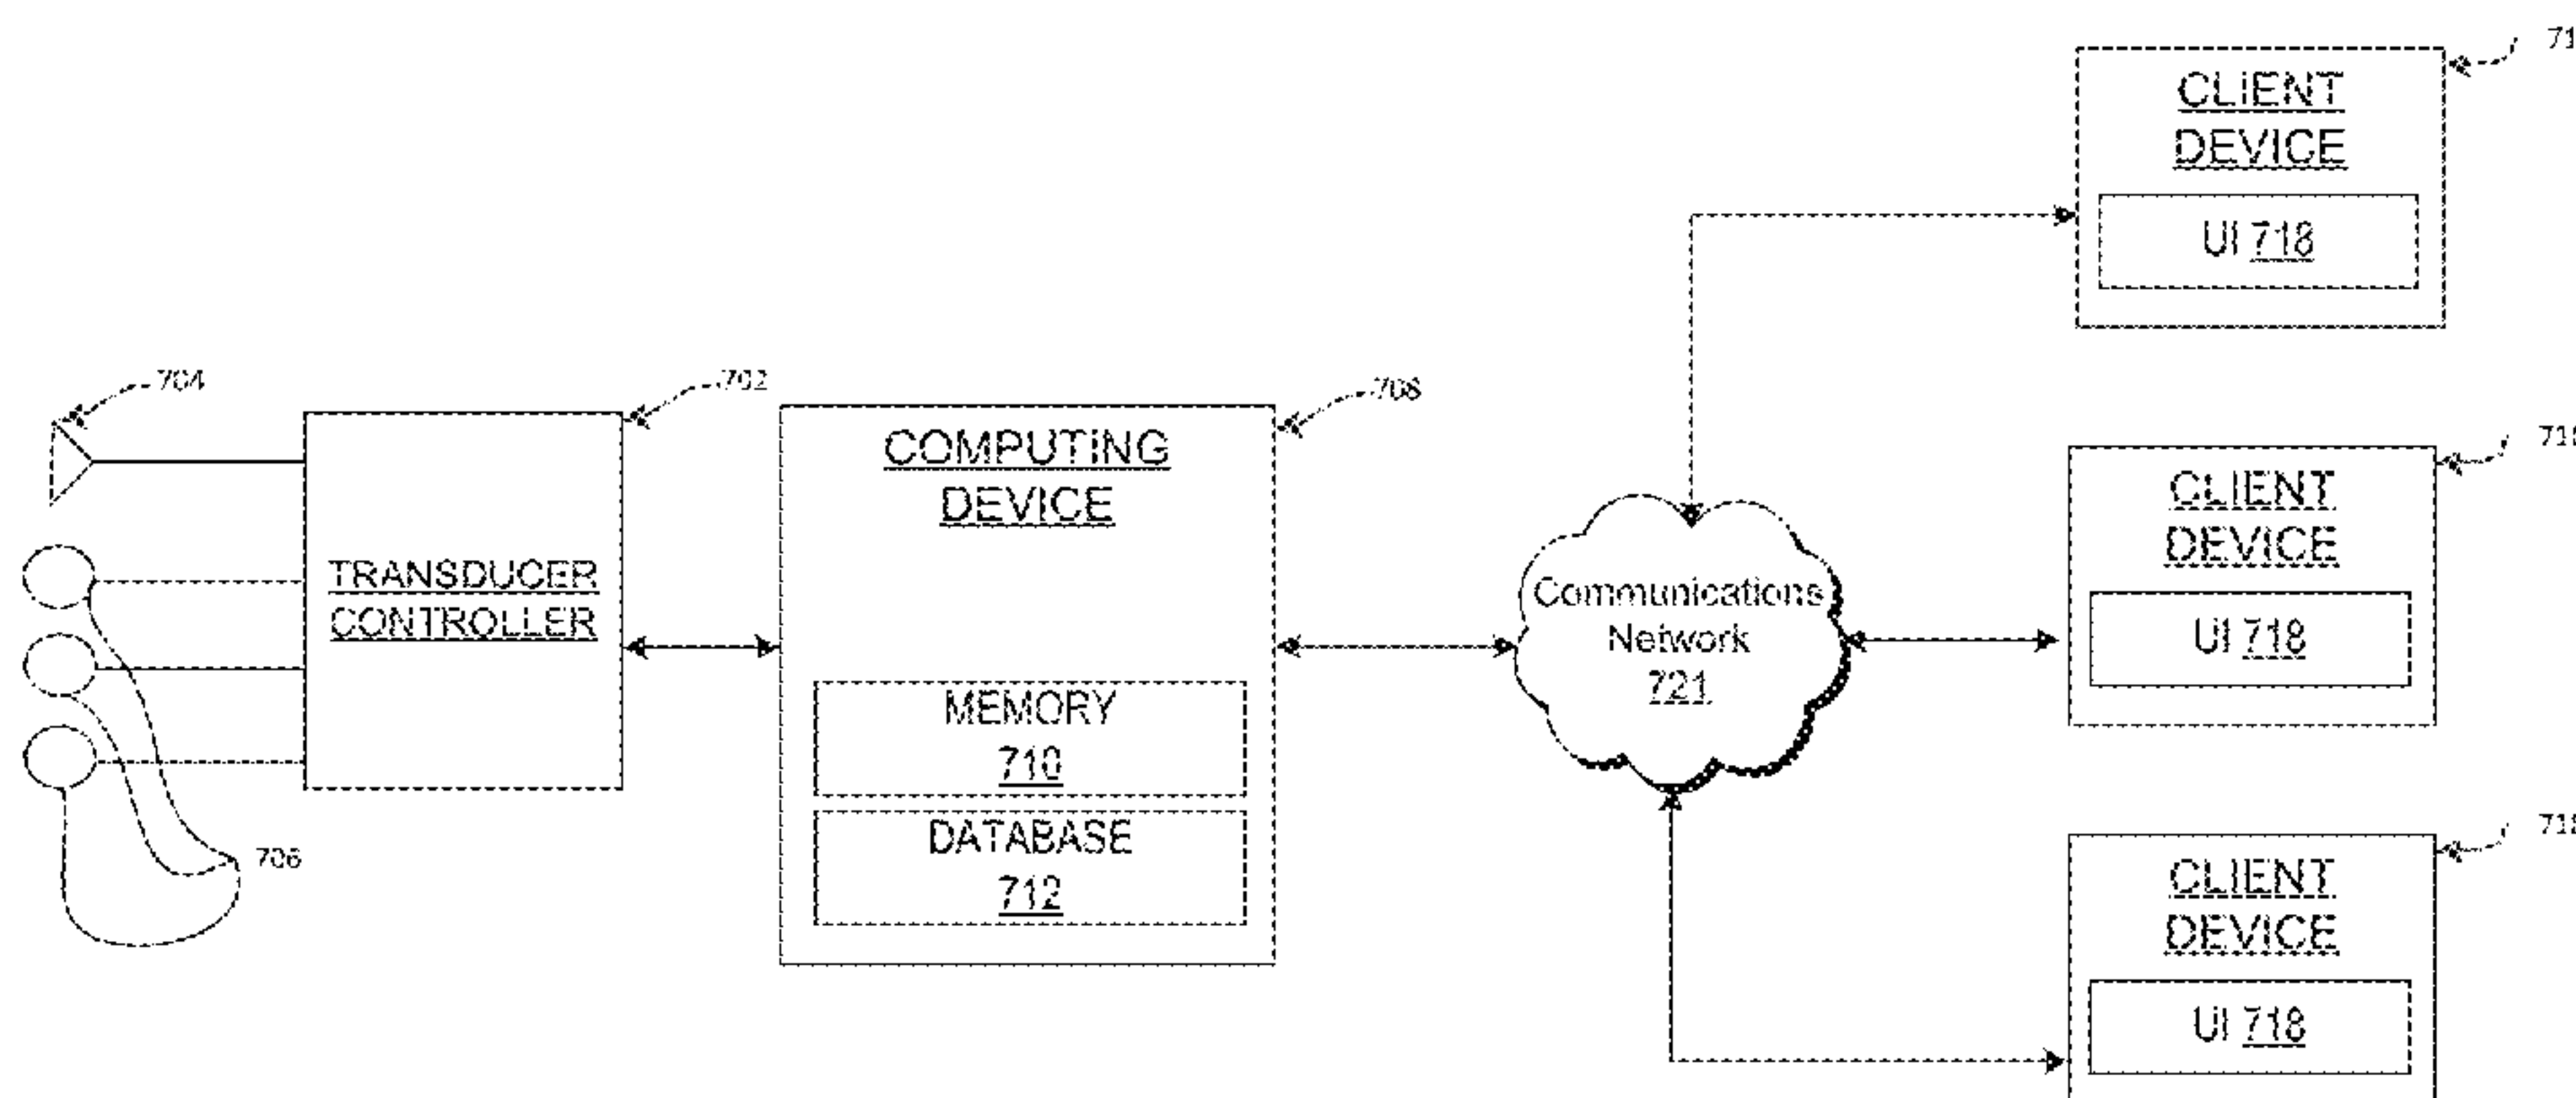 CLIENT
DEVICE
UI 718
704
702
708
COMPUTING
DEVICE
CLIENT
DEVICE
UI 718
TRANSDUCER
CONTROLLER
Communications
Network
721
MEMORY
710
DATABASE
712
706
CLIENT
DEVICE
UI 718